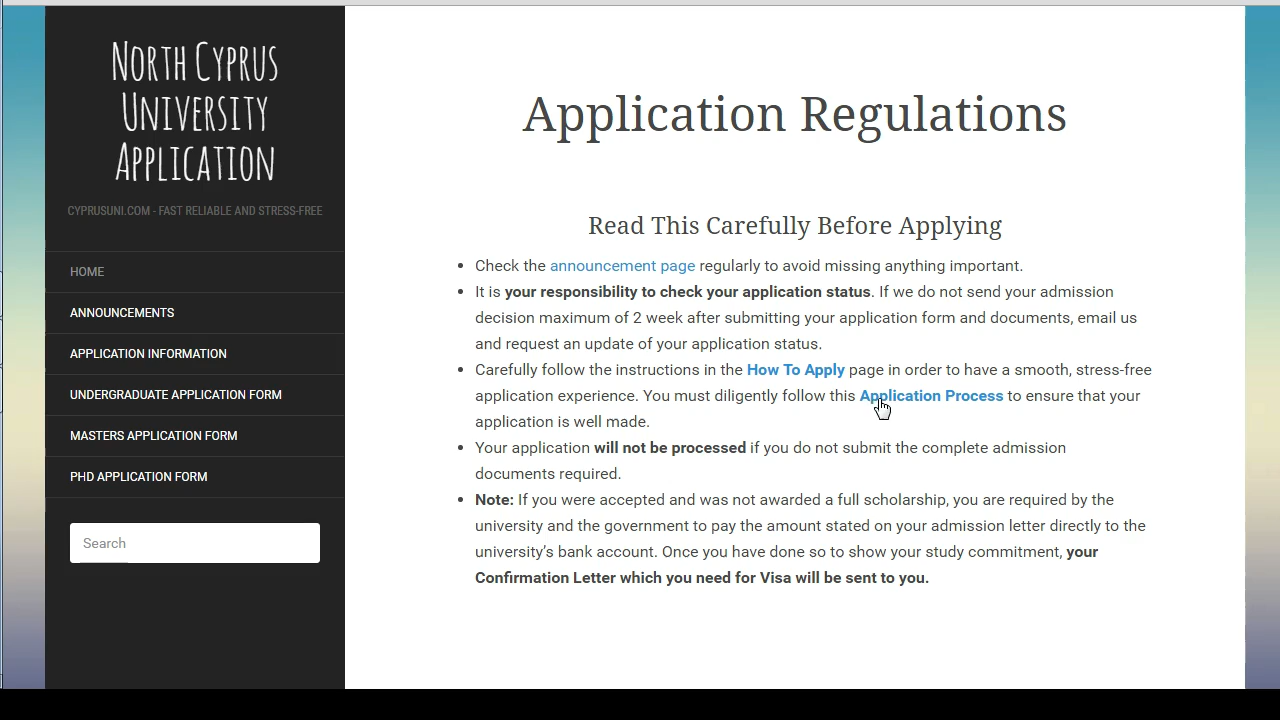 NORTH CYPRUS
UNIVERSITY
APPLICATION
CYPRUSUNI.COM - FAST RELIABLE AND STRESS-FREE
HOME
ANNOUNCEMENTS
APPLICATION INFORMATION
UNDERGRADUATE APPLICATION FORM
MASTERS APPLICATION FORM
PHD APPLICATION FORM
Search
Application Regulations
Read This Carefully Before Applying
• Check the announcement page regularly to avoid missing anything important.
• It is your responsibility to check your application status. If we do not send your admission
decision maximum of 2 week after submitting your application form and documents, email us
and request an update of your application status.
• Carefully follow the instructions in the How To Apply page in order to have a smooth, stress-free
application experience. You must diligently follow this Application Process to ensure that your
application is well made.
• Your application will not be processed if you do not submit the complete admission
documents required.
• Note: If you were accepted and was not awarded a full scholarship, you are required by the
university and the government to pay the amount stated on your admission letter directly to the
university’s bank account. Once you have done so to show your study commitment, your
Confirmation Letter which you need for Visa will be sent to you.